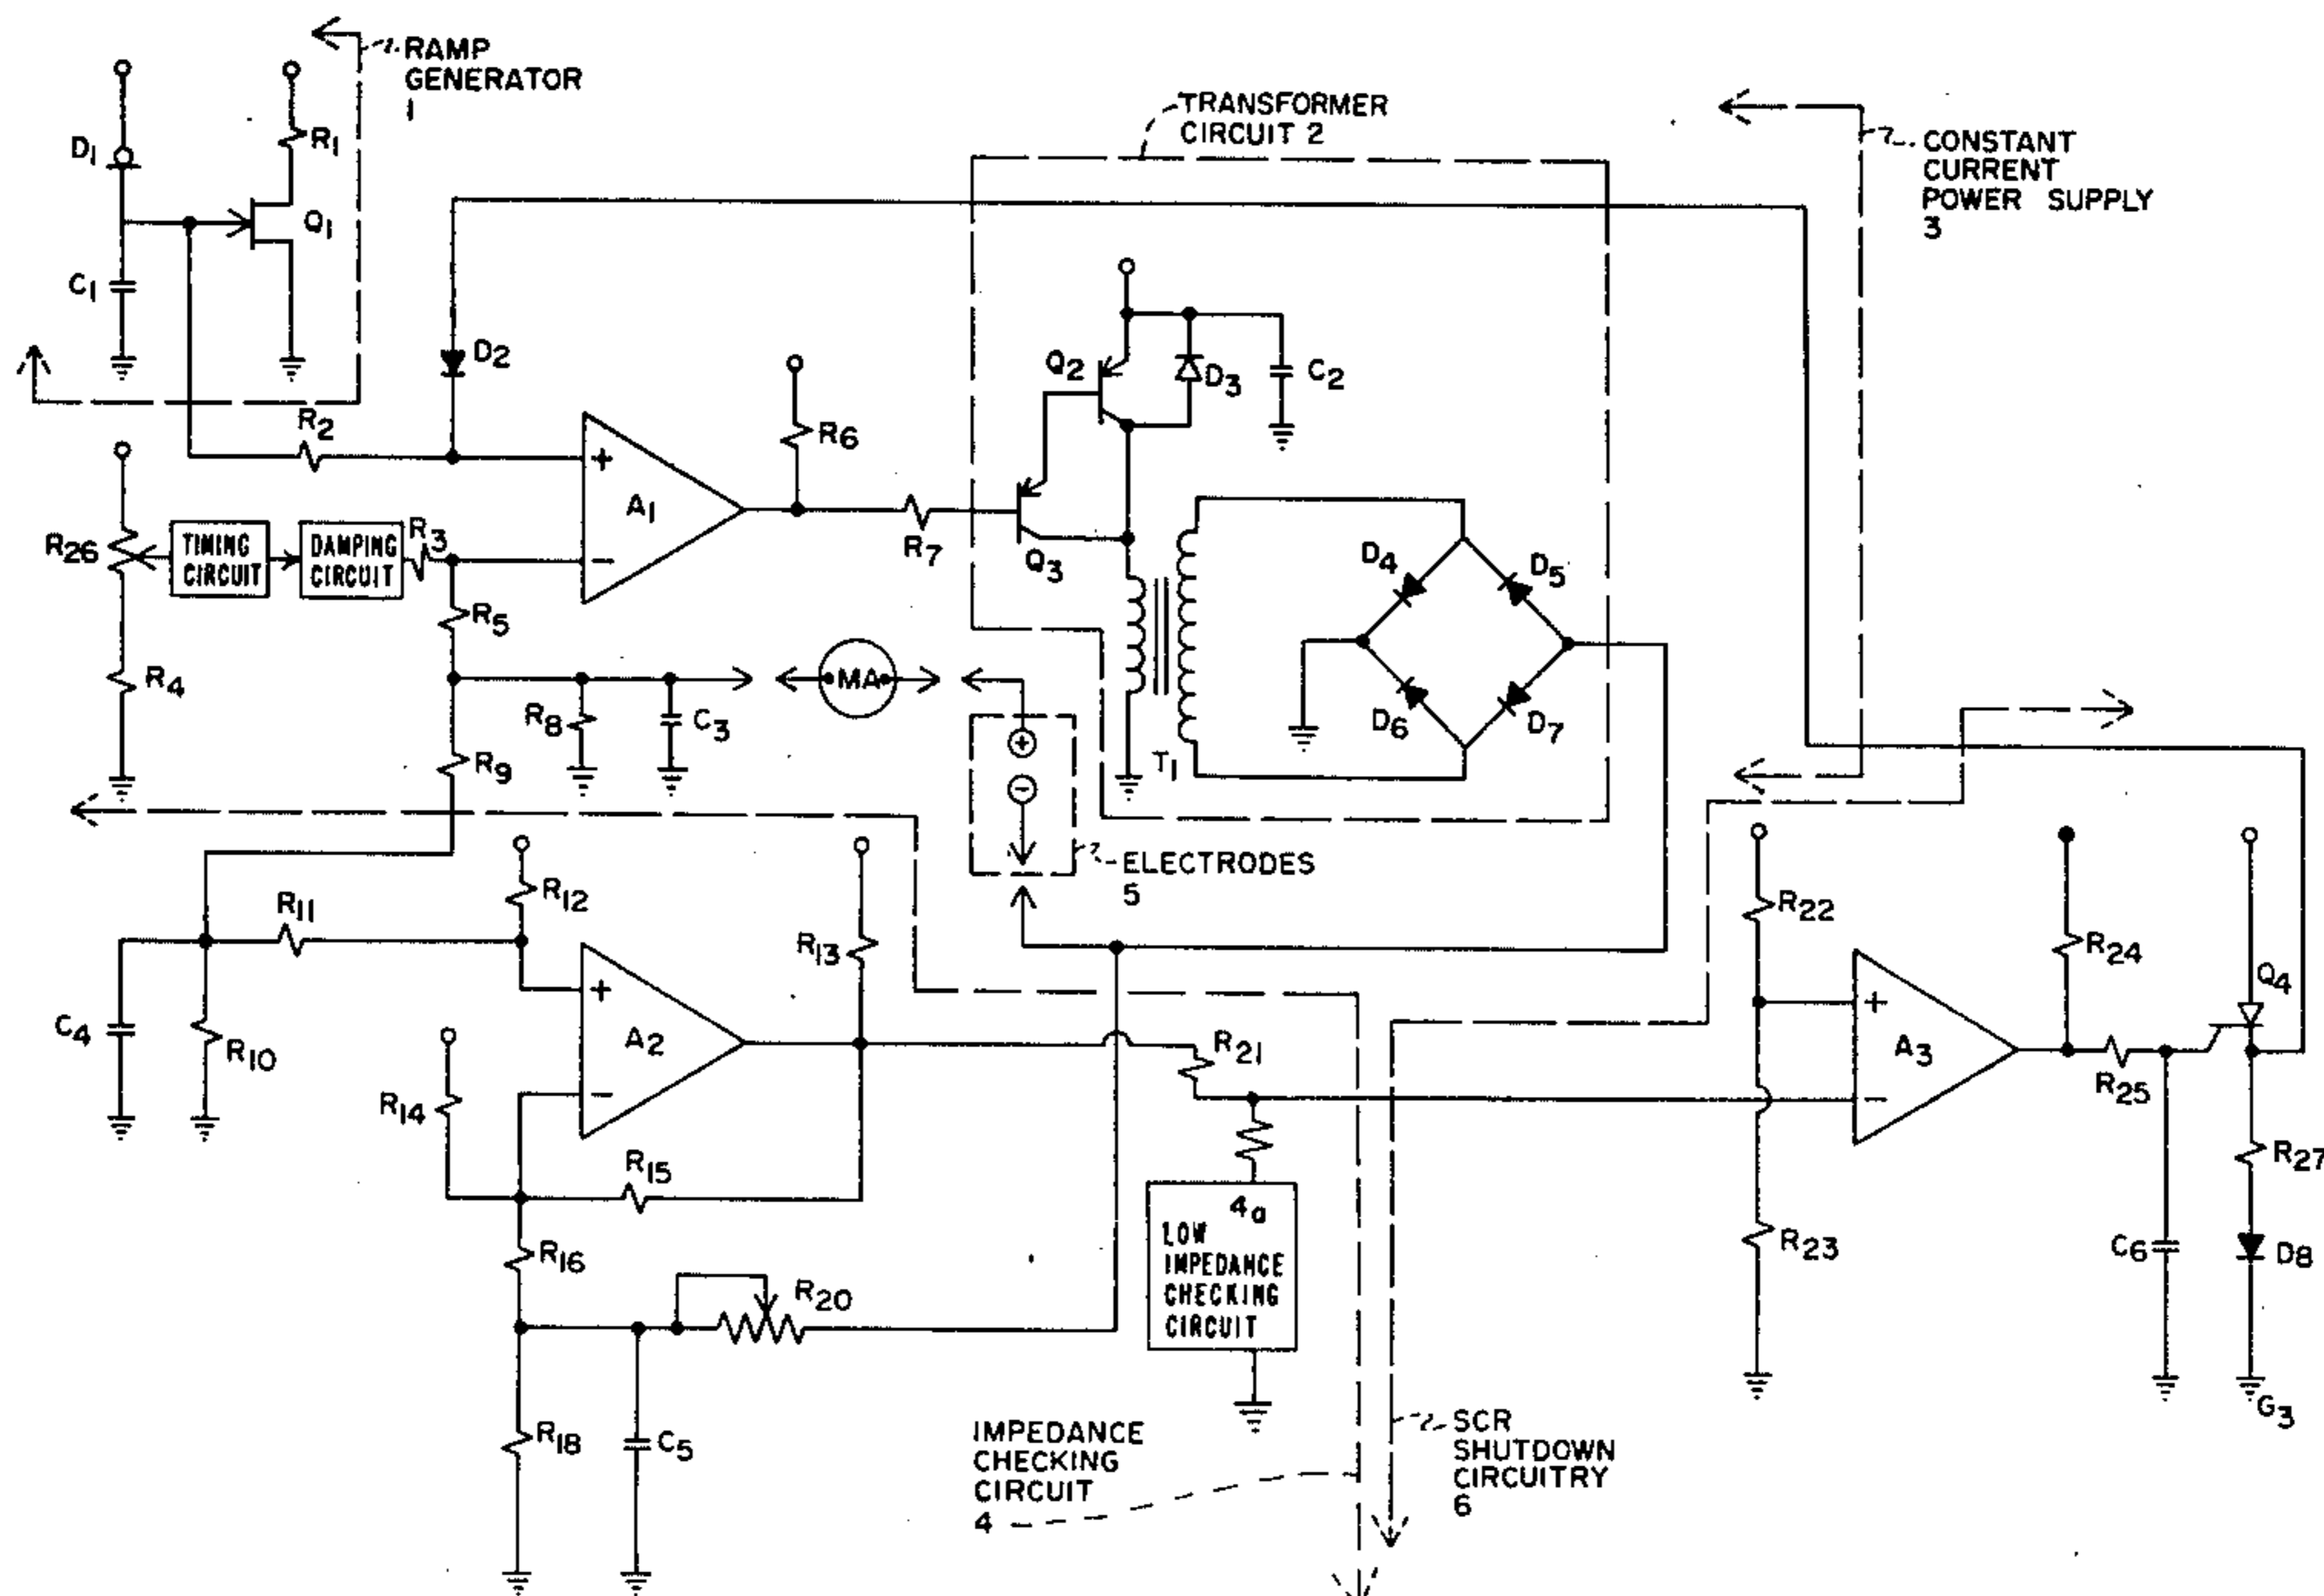 RAMP
GENERATOR
1
D1
R1
Q1
C1
TRANSFORMER
CIRCUIT 2
CONSTANT
CURRENT
POWER SUPPLY
3
D2
R2
R6
Q2
D3
C2
+
A1
−
R26
TIMING
CIRCUIT
DAMPING
CIRCUIT
R3
R7
Q3
D4
D5
R5
R4
MA
R8
C3
D6
D7
R9
T1
+
−
ELECTRODES
5
R12
R11
R13
R22
R24
Q4
+
A2
−
C4
R10
R14
R21
+
A3
−
R25
R15
R27
4a
LOW
IMPEDANCE
CHECKING
CIRCUIT
R16
R20
R23
C6
D8
G3
R18
C5
IMPEDANCE
CHECKING
CIRCUIT
4
SCR
SHUTDOWN
CIRCUITRY
6